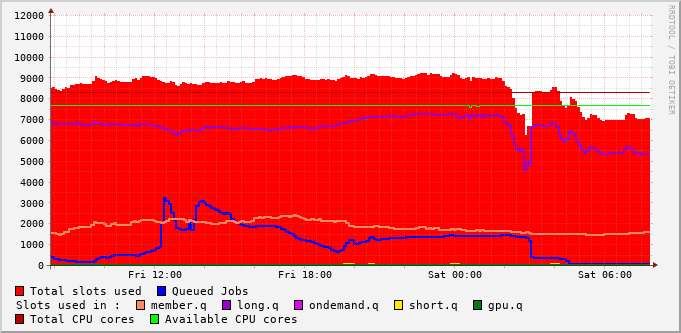 12000
11000
10000
9000
8000
7000
6000
5000
4000
3000
2000
1000
0
Fri 12:00 Fri 18:00 Sat 00:00 Sat 06:00
Total slots used Queued Jobs
Slots used in : member.q long.q ondemand.q short.q gpu.q
Total CPU cores Available CPU cores
RRDTOOL / TOBI OETIKER